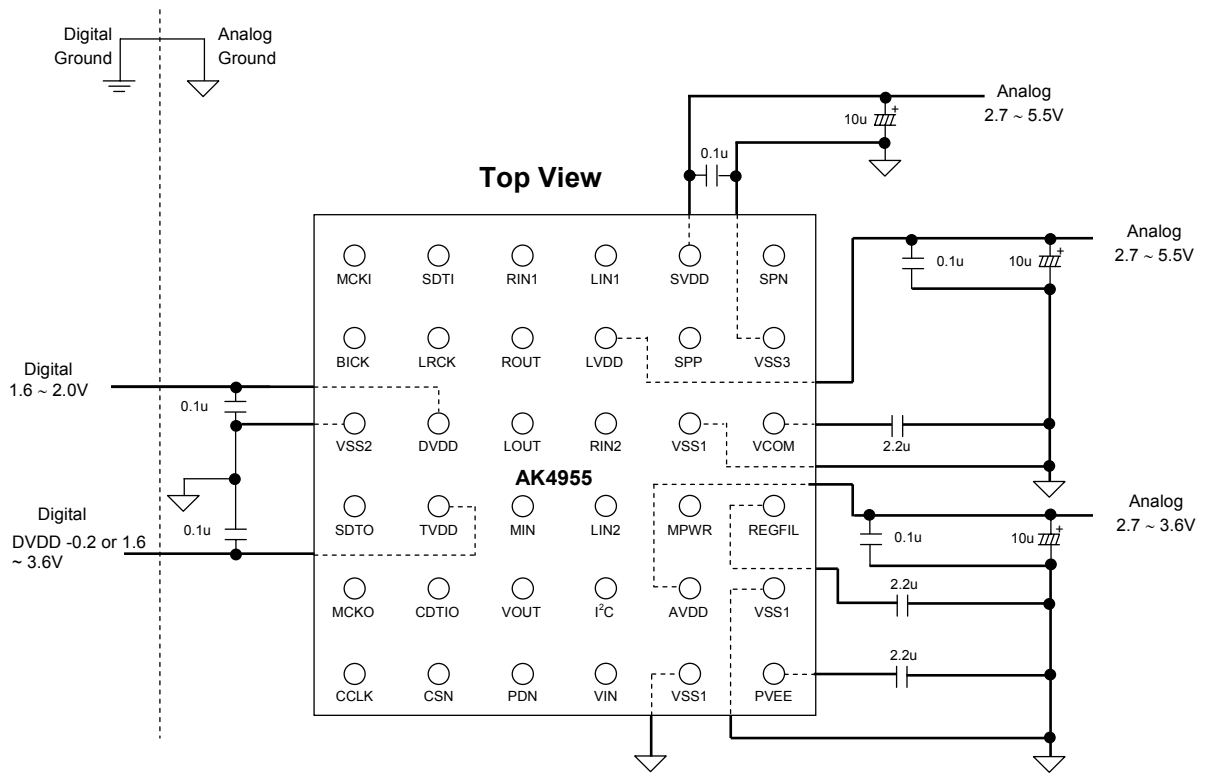 Digital
Ground
Analog
Ground
Analog
2.7 ~ 5.5V
10u
+
0.1u
Top View
Analog
2.7 ~ 5.5V
0.1u
10u
+
MCKI SDTI RIN1 LIN1 SVDD SPN
BICK LRCK ROUT LVDD SPP VSS3
Digital
1.6 ~ 2.0V
0.1u
VSS2 DVDD LOUT RIN2 VSS1 VCOM
2.2u
AK4955
Digital
DVDD -0.2 or 1.6
~ 3.6V
0.1u
SDTO TVDD MIN LIN2 MPWR REGFIL
Analog
2.7 ~ 3.6V
0.1u
10u
+
2.2u
MCKO CDTIO VOUT I²C AVDD VSS1
2.2u
CCLK CSN PDN VIN VSS1 PVEE